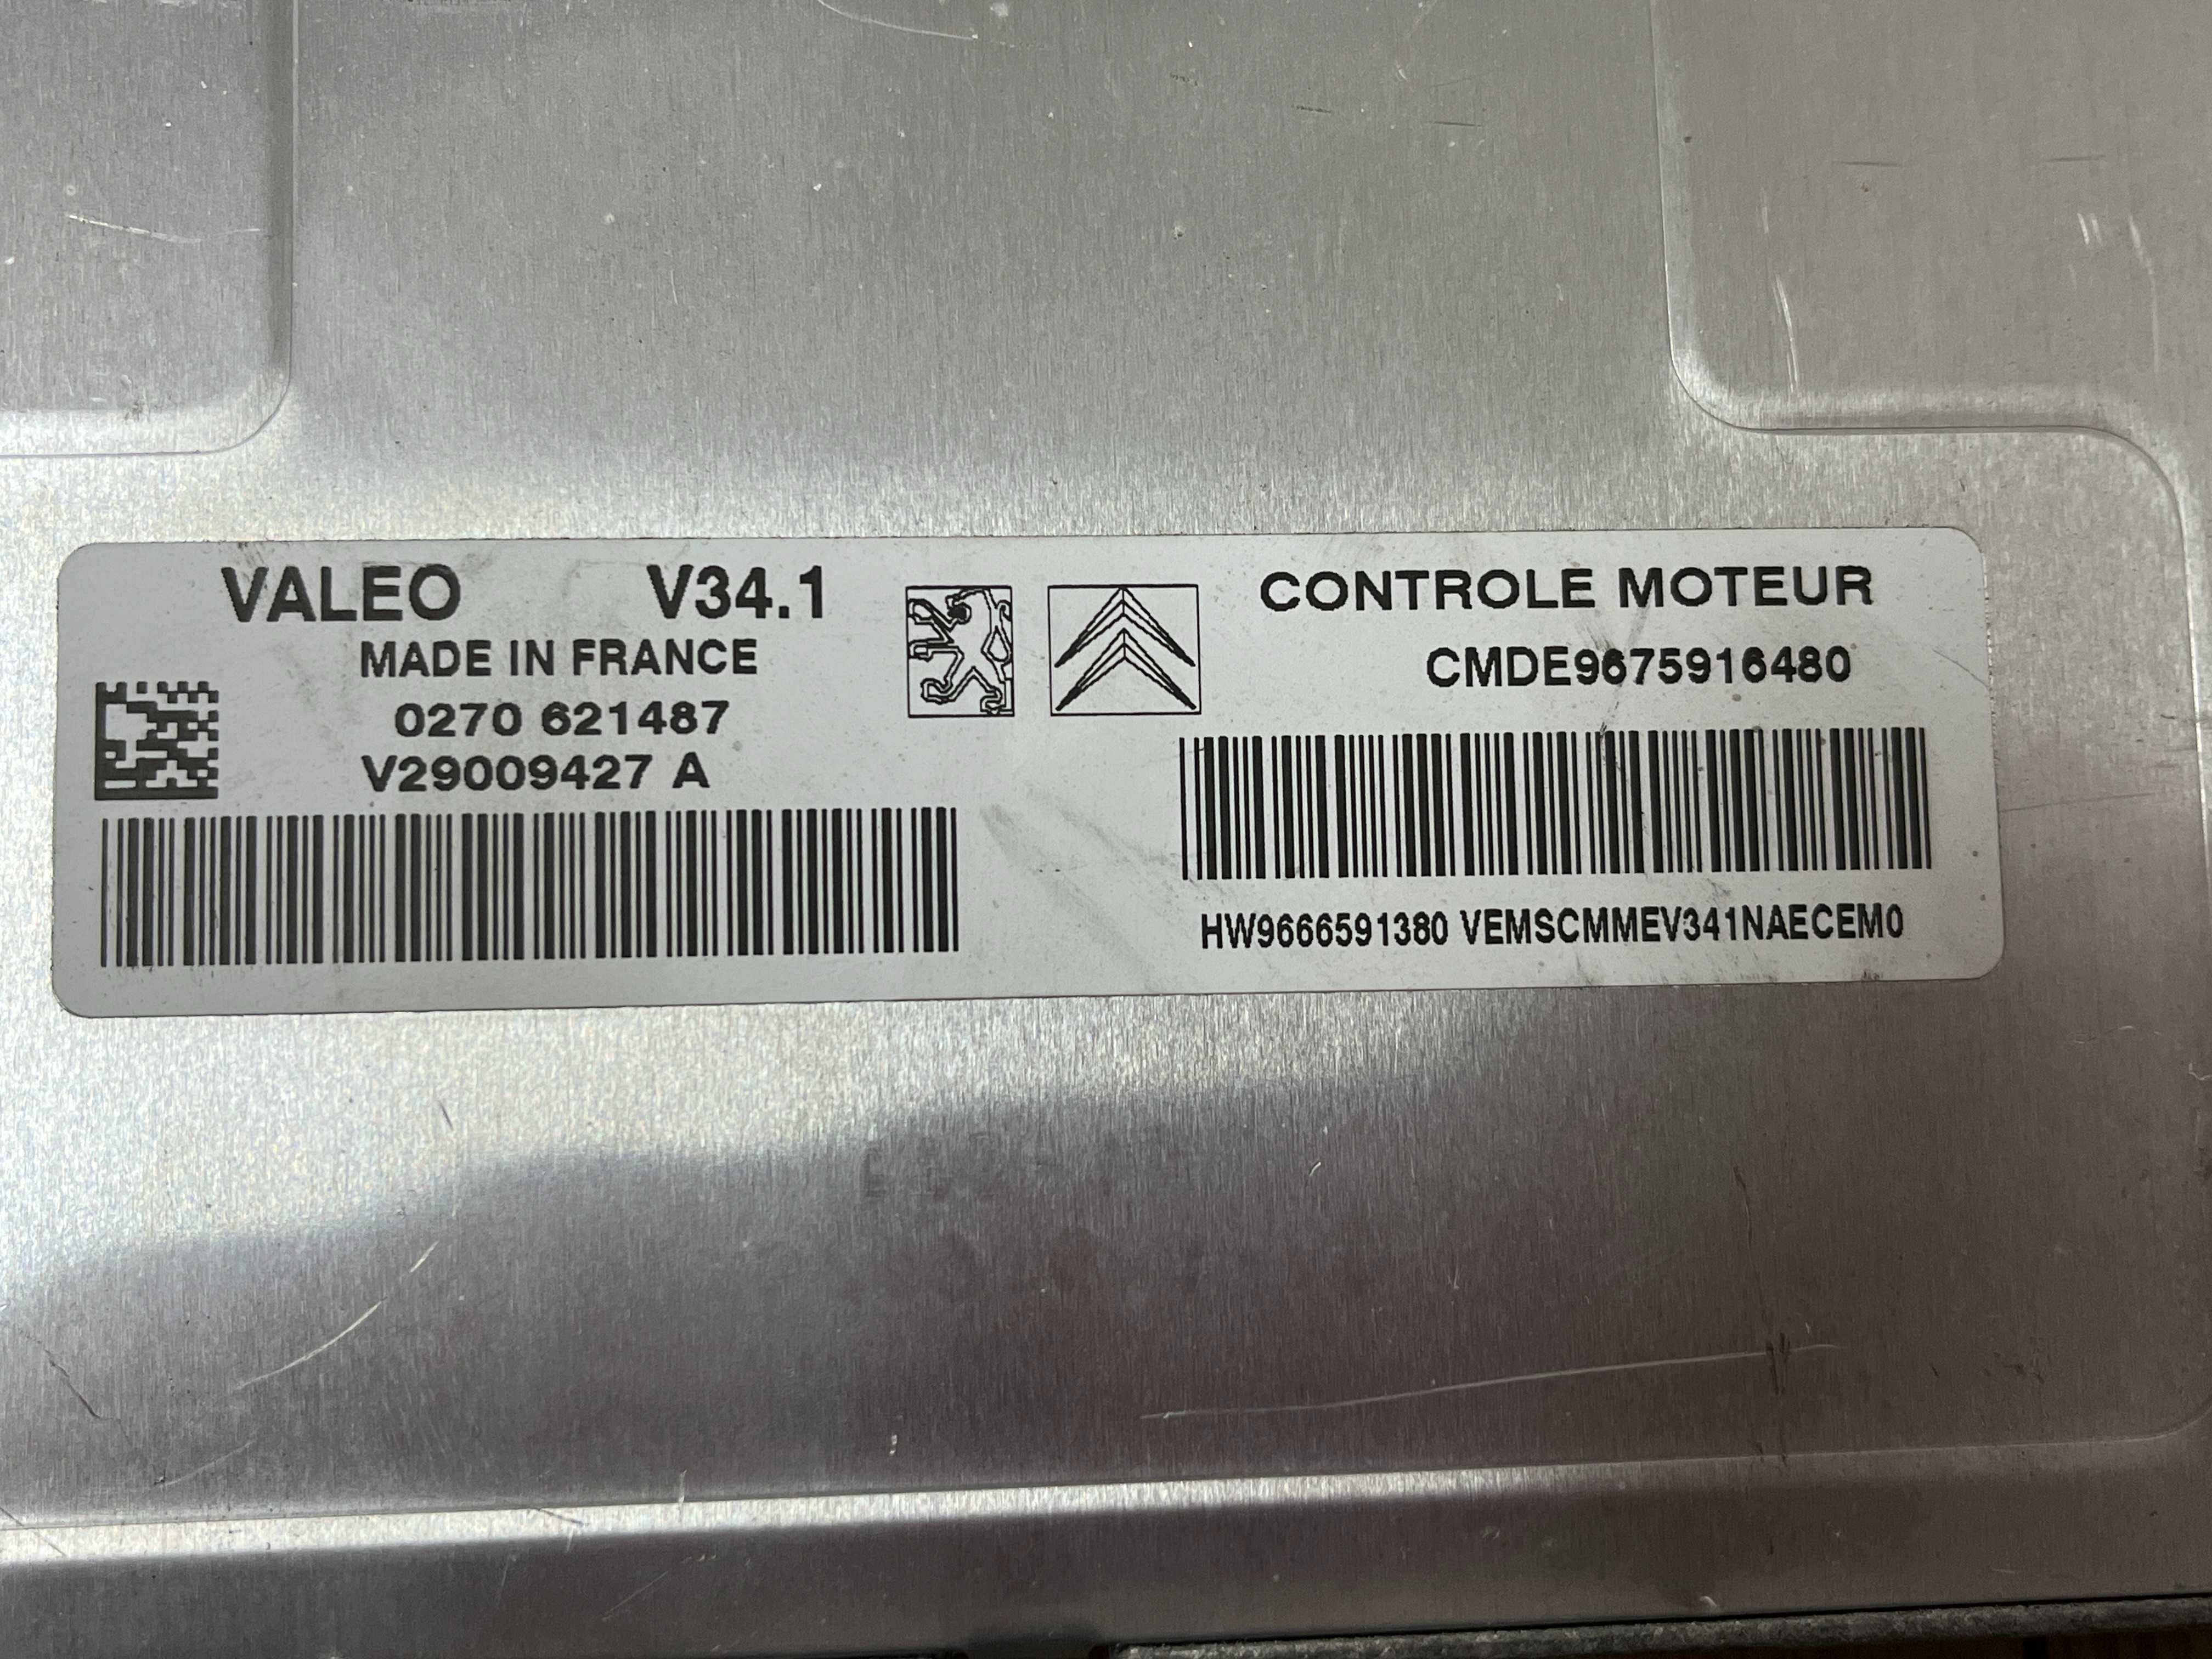 VALEO V34.1
MADE IN FRANCE
0270 621487
V29009427 A
CONTROLE MOTEUR
CMDE9675916480
HW9666591380 VEMSCMMEV341NAECEM0